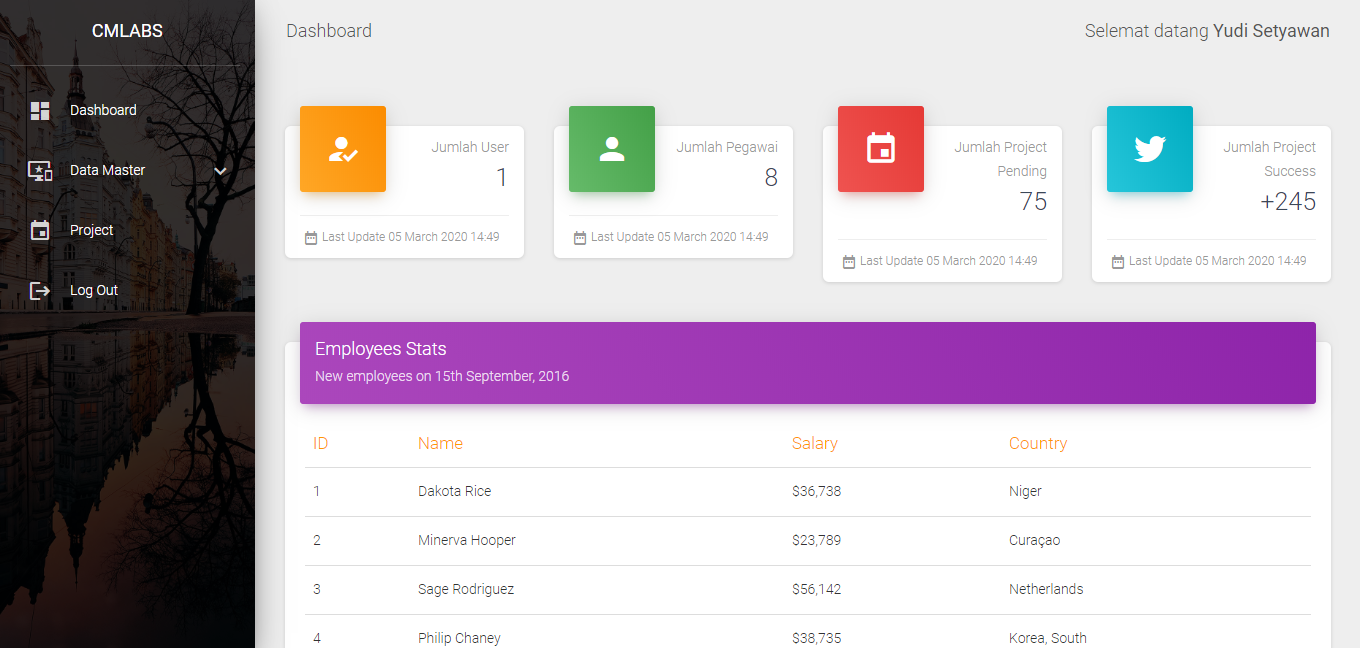 CMLABS
Dashboard
Data Master
Project
Log Out
Dashboard
Selemat datang Yudi Setyawan
Jumlah User
1
Last Update 05 March 2020 14:49
Jumlah Pegawai
8
Last Update 05 March 2020 14:49
Jumlah Project
Pending
75
Last Update 05 March 2020 14:49
Jumlah Project
Success
+245
Last Update 05 March 2020 14:49
Employees Stats
New employees on 15th September, 2016
ID Name Salary Country
1 Dakota Rice $36,738 Niger
2 Minerva Hooper $23,789 Curaçao
3 Sage Rodriguez $56,142 Netherlands
4 Philip Chaney $38,735 Korea, South